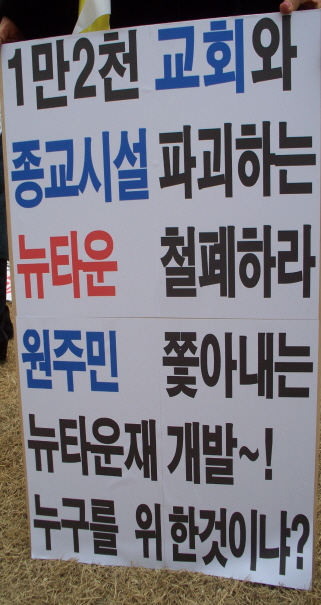 1만2천 교회와
종교시설 파괴하는
뉴타운 철폐하라
원주민 쫓아내는
뉴타운재 개발~!
누구를 위한것이냐?